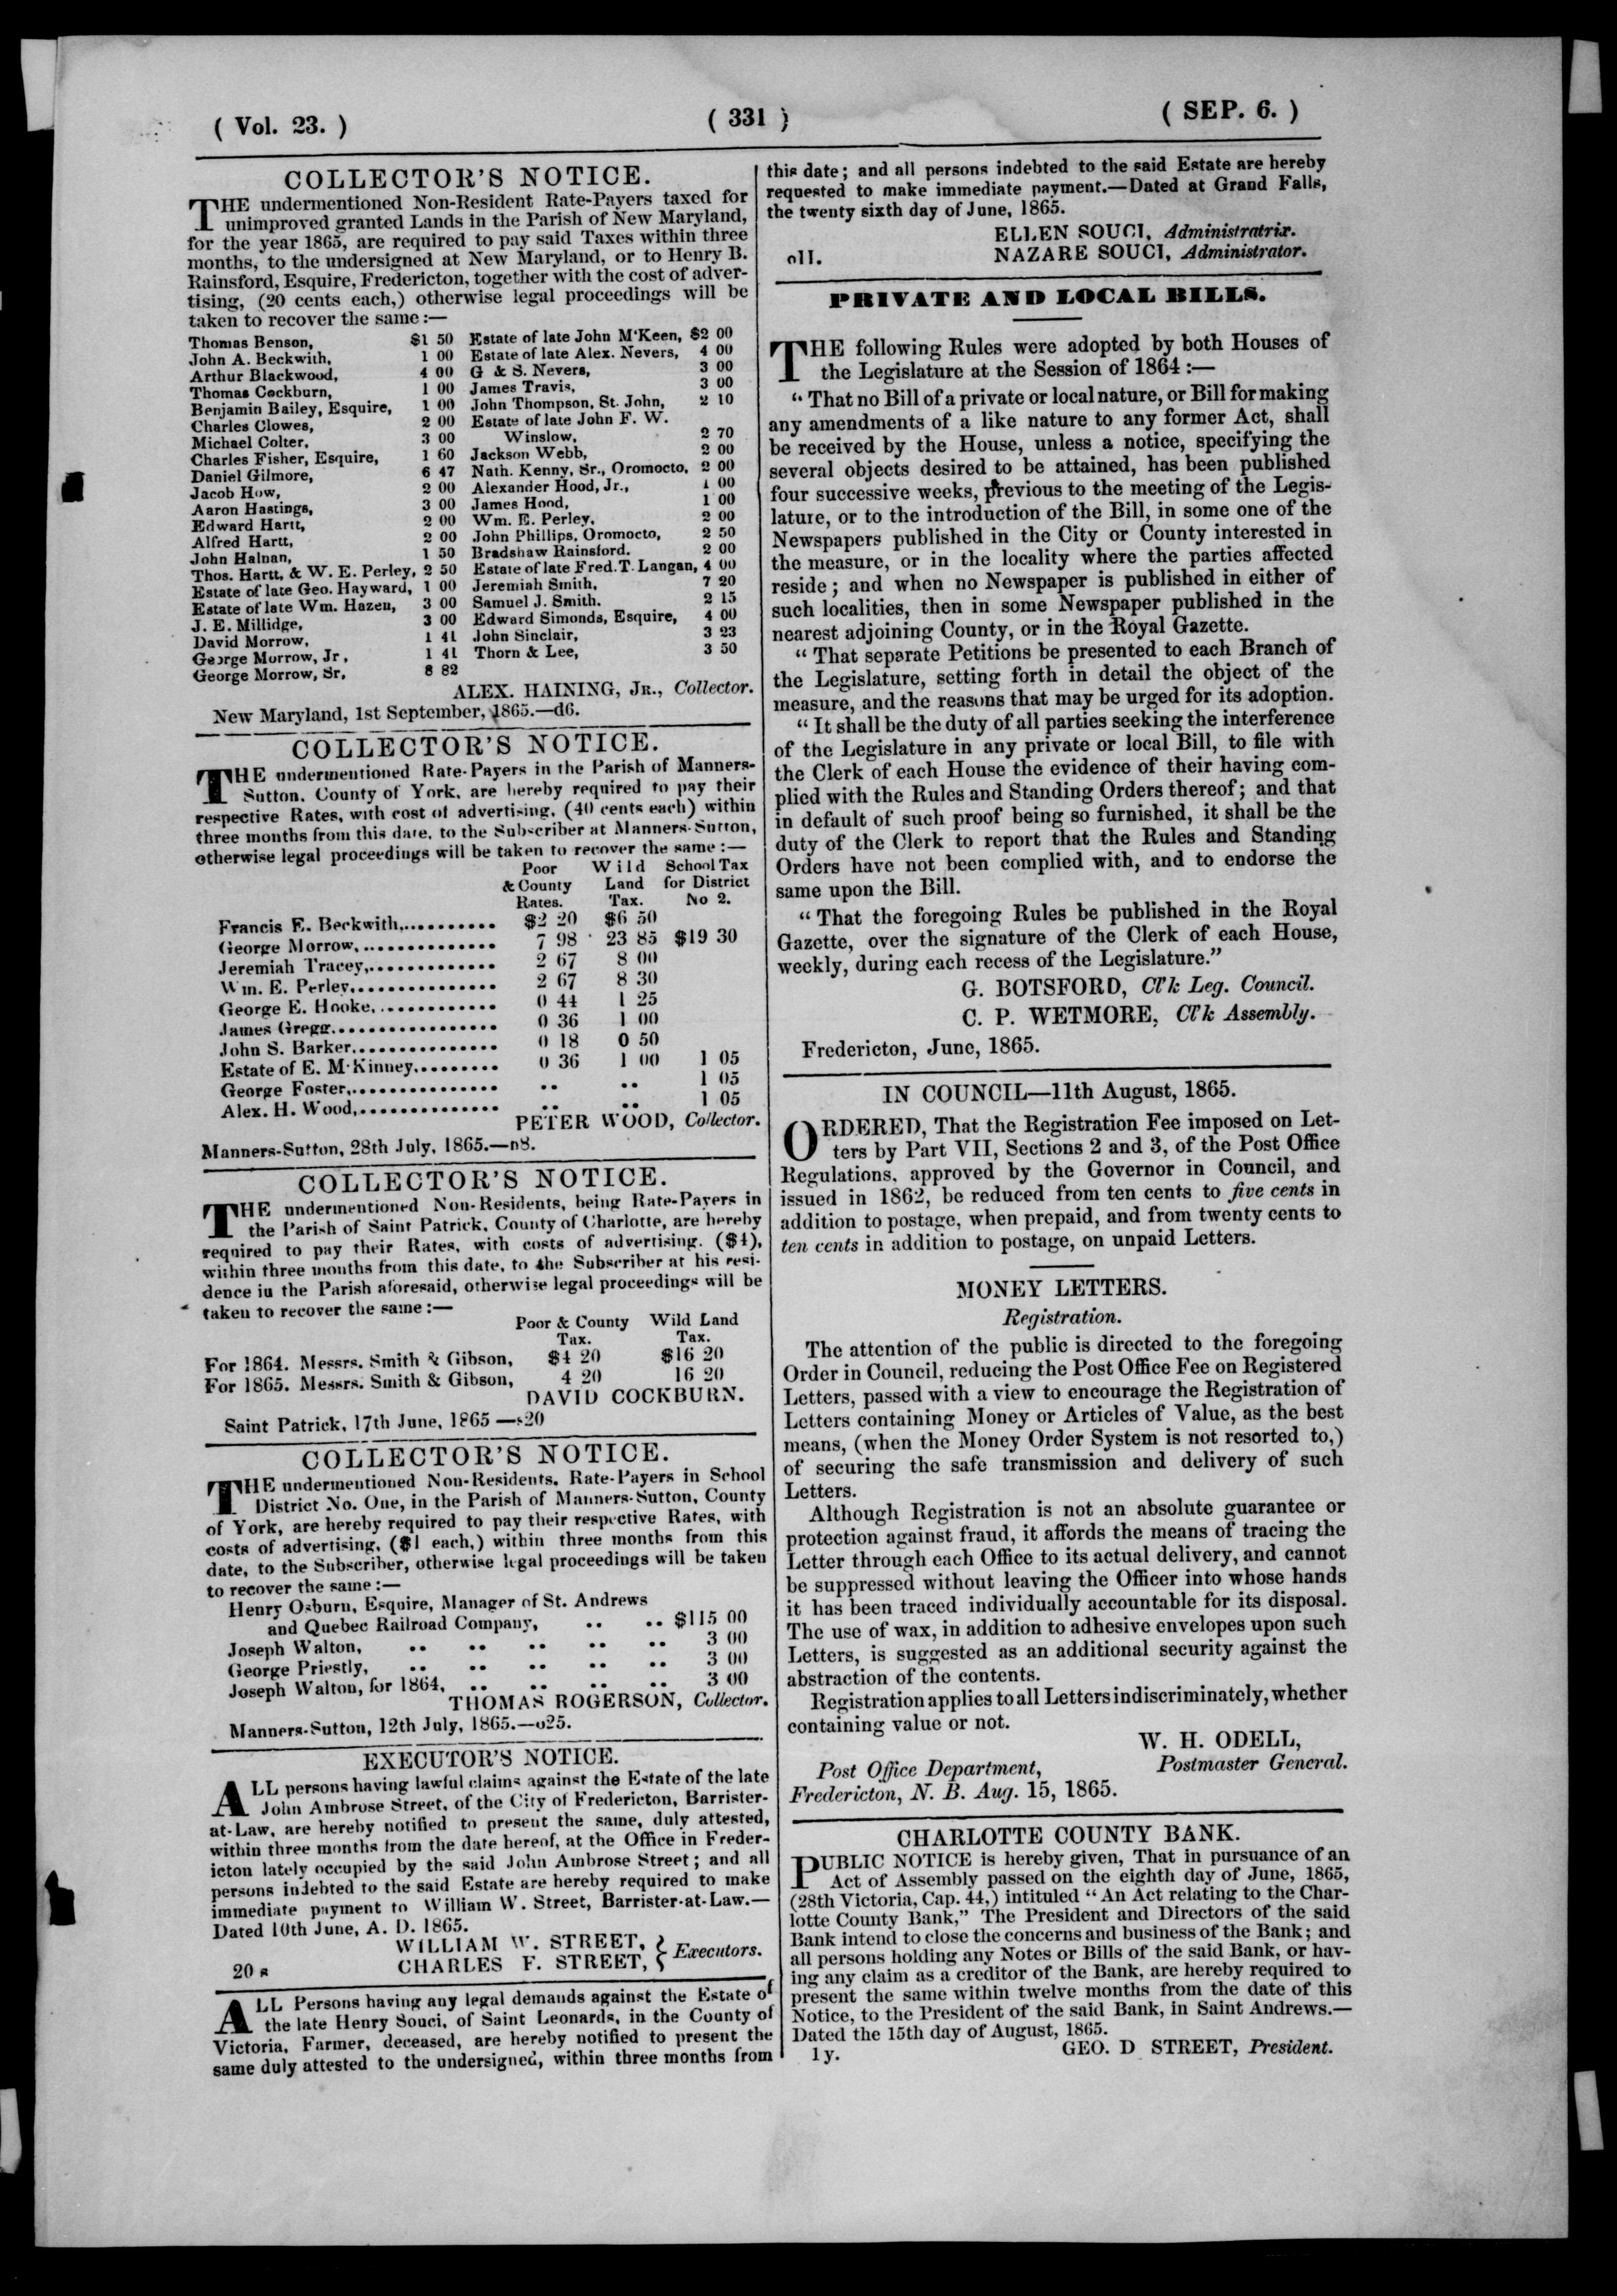 ( Vol. 23. )
( 331 )
( SEP. 6. )
COLLECTOR'S NOTICE.
THE undermentioned Non-Resident Rate-Payers taxed for
unimproved granted Lands in the Parish of New Maryland,
for the year 1865, are required to pay said Taxes within three
months, to the undersigned at New Maryland, or to Henry B.
Rainsford, Esquire, Fredericton, together with the cost of adver-
tising, (20 cents each,) otherwise legal proceedings will be
taken to recover the same :—
Thomas Benson, $1 50
John A. Beckwith, 1 00
Arthur Blackwood, 4 00
Thomas Cockburn, 1 00
Benjamin Bailey, Esquire, 1 00
Charles Clowes, 2 00
Michael Colter, 3 00
Charles Fisher, Esquire, 1 60
Daniel Gilmore, 6 47
Jacob How, 2 00
Aaron Hastings, 3 00
Edward Hartt, 2 00
Alfred Hartt, 2 00
John Halnan, 1 50
Thos. Hartt, & W. E. Perley, 2 50
Estate of late Geo. Hayward, 1 00
Estate of late Wm. Hazen, 3 00
J. E. Millidge, 3 00
David Morrow, 1 41
George Morrow, Jr, 1 41
George Morrow, Sr, 8 82
Estate of late John M'Keen, $2 00
Estate of late Alex. Nevers, 4 00
G & S. Nevers, 3 00
James Travis, 3 00
John Thompson, St. John, 2 10
Estate of late John F. W.
Winslow, 2 70
Jackson Webb, 2 00
Nath. Kenny, Sr., Oromocto, 2 00
Alexander Hood, Jr., 1 00
James Hood, 1 00
Wm. E. Perley, 2 00
John Phillips, Oromocto, 2 50
Bradshaw Rainsford. 2 00
Estate of late Fred. T. Langan, 4 00
Jeremiah Smith, 7 20
Samuel J. Smith. 2 15
Edward Simonds, Esquire, 4 00
John Sinclair, 3 23
Thorn & Lee, 3 50
ALEX. HAINING, JR., Collector.
New Maryland, 1st September, 1865.—d6.
COLLECTOR'S NOTICE.
THE undermentioned Rate-Payers in the Parish of Manners-
Sutton. County of York, are hereby required to pay their
respective Rates, with cost of advertising, (40 cents each) within
three months from this date, to the Subscriber at Manners-Sutton,
otherwise legal proceedings will be taken to recover the same :—
Poor Wild School Tax
& County Land for District
Rates. Tax. No 2.
Francis E. Beckwith,.......... $2 20 $6 50
George Morrow,.............. 7 98 23 85 $19 30
Jeremiah Tracey,............. 2 67 8 00
Wm. E. Perley,............... 2 67 8 30
George E. Hooke,............ 0 44 1 25
James Gregg................. 0 36 1 00
John S. Barker............... 0 18 0 50
Estate of E. M'Kinney,......... 0 36 1 00 1 05
George Foster,............... .. .. 1 05
Alex. H. Wood,............... .. .. 1 05
PETER WOOD, Collector.
Manners-Sutton, 28th July, 1865.—n8.
COLLECTOR'S NOTICE.
THE undermentioned Non-Residents, being Rate-Payers in
the Parish of Saint Patrick, County of Charlotte, are hereby
required to pay their Rates, with costs of advertising. ($4),
within three months from this date, to the Subscriber at his resi-
dence in the Parish aforesaid, otherwise legal proceedings will be
taken to recover the same :—
Poor & County Wild Land
Tax. Tax.
For 1864. Messrs. Smith & Gibson, $4 20 $16 20
For 1865. Messrs. Smith & Gibson, 4 20 16 20
DAVID COCKBURN.
Saint Patrick, 17th June, 1865 —s20
COLLECTOR'S NOTICE.
THE undermentioned Non-Residents, Rate-Payers in School
District No. One, in the Parish of Manners-Sutton, County
of York, are hereby required to pay their respective Rates, with
costs of advertising, ($1 each,) within three months from this
date, to the Subscriber, otherwise legal proceedings will be taken
to recover the same :—
Henry Osburn, Esquire, Manager of St. Andrews
and Quebec Railroad Company, .. .. $115 00
Joseph Walton, .. .. .. .. .. 3 00
George Priestly, .. .. .. .. .. 3 00
Joseph Walton, for 1864, .. .. .. .. 3 00
THOMAS ROGERSON, Collector.
Manners-Sutton, 12th July, 1865.—o25.
EXECUTOR'S NOTICE.
ALL persons having lawful claims against the Estate of the late
John Ambrose Street, of the City of Fredericton, Barrister-
at-Law, are hereby notified to present the same, duly attested,
within three months from the date hereof, at the Office in Freder-
icton lately occupied by the said John Ambrose Street; and all
persons indebted to the said Estate are hereby required to make
immediate payment to William W. Street, Barrister-at-Law.—
Dated 10th June, A. D. 1865.
WILLIAM W. STREET, } Executors.
CHARLES F. STREET,
20 s
ALL Persons having any legal demands against the Estate of
the late Henry Souci, of Saint Leonards, in the County of
Victoria, Farmer, deceased, are hereby notified to present the
same duly attested to the undersigned, within three months from
this date; and all persons indebted to the said Estate are hereby
requested to make immediate payment.—Dated at Grand Falls,
the twenty sixth day of June, 1865.
ELLEN SOUCI, Administratrix.
o11. NAZARE SOUCI, Administrator.
PRIVATE AND LOCAL BILLS.
THE following Rules were adopted by both Houses of
the Legislature at the Session of 1864 :—
" That no Bill of a private or local nature, or Bill for making
any amendments of a like nature to any former Act, shall
be received by the House, unless a notice, specifying the
several objects desired to be attained, has been published
four successive weeks, previous to the meeting of the Legis-
lature, or to the introduction of the Bill, in some one of the
Newspapers published in the City or County interested in
the measure, or in the locality where the parties affected
reside; and when no Newspaper is published in either of
such localities, then in some Newspaper published in the
nearest adjoining County, or in the Royal Gazette.
" That separate Petitions be presented to each Branch of
the Legislature, setting forth in detail the object of the
measure, and the reasons that may be urged for its adoption.
" It shall be the duty of all parties seeking the interference
of the Legislature in any private or local Bill, to file with
the Clerk of each House the evidence of their having com-
plied with the Rules and Standing Orders thereof; and that
in default of such proof being so furnished, it shall be the
duty of the Clerk to report that the Rules and Standing
Orders have not been complied with, and to endorse the
same upon the Bill.
" That the foregoing Rules be published in the Royal
Gazette, over the signature of the Clerk of each House,
weekly, during each recess of the Legislature."
G. BOTSFORD, Cl'k Leg. Council.
C. P. WETMORE, Cl'k Assembly.
Fredericton, June, 1865.
IN COUNCIL—11th August, 1865.
ORDERED, That the Registration Fee imposed on Let-
ters by Part VII, Sections 2 and 3, of the Post Office
Regulations, approved by the Governor in Council, and
issued in 1862, be reduced from ten cents to five cents in
addition to postage, when prepaid, and from twenty cents to
ten cents in addition to postage, on unpaid Letters.
MONEY LETTERS.
Registration.
The attention of the public is directed to the foregoing
Order in Council, reducing the Post Office Fee on Registered
Letters, passed with a view to encourage the Registration of
Letters containing Money or Articles of Value, as the best
means, (when the Money Order System is not resorted to,)
of securing the safe transmission and delivery of such
Letters.
Although Registration is not an absolute guarantee or
protection against fraud, it affords the means of tracing the
Letter through each Office to its actual delivery, and cannot
be suppressed without leaving the Officer into whose hands
it has been traced individually accountable for its disposal.
The use of wax, in addition to adhesive envelopes upon such
Letters, is suggested as an additional security against the
abstraction of the contents.
Registration applies to all Letters indiscriminately, whether
containing value or not.
W. H. ODELL,
Post Office Department, Postmaster General.
Fredericton, N. B. Aug. 15, 1865.
CHARLOTTE COUNTY BANK.
PUBLIC NOTICE is hereby given, That in pursuance of an
Act of Assembly passed on the eighth day of June, 1865,
(28th Victoria, Cap. 44,) intituled " An Act relating to the Char-
lotte County Bank," The President and Directors of the said
Bank intend to close the concerns and business of the Bank; and
all persons holding any Notes or Bills of the said Bank, or hav-
ing any claim as a creditor of the Bank, are hereby required to
present the same within twelve months from the date of this
Notice, to the President of the said Bank, in Saint Andrews.—
Dated the 15th day of August, 1865.
1y. GEO. D STREET, President.